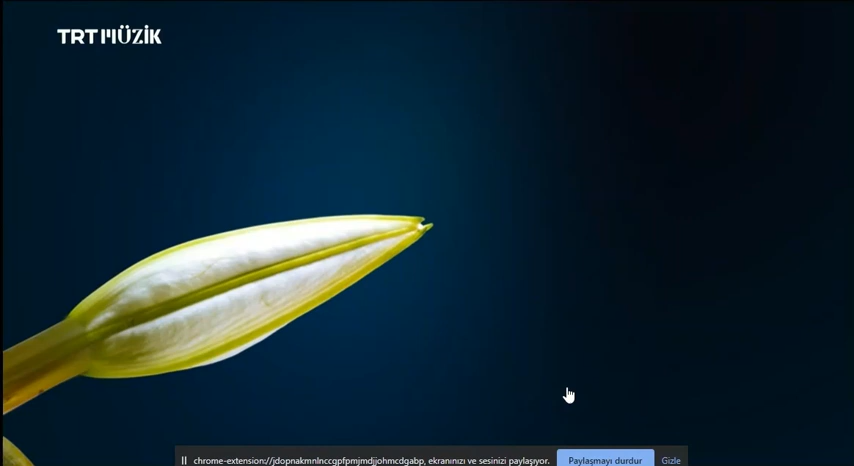 TRT MÜZİK
chrome-extension://jdopnakmnlnccgpfpmjmdjjohmcdgabp, ekranınızı ve sesinizi paylaşıyor.
Paylaşmayı durdur
Gizle